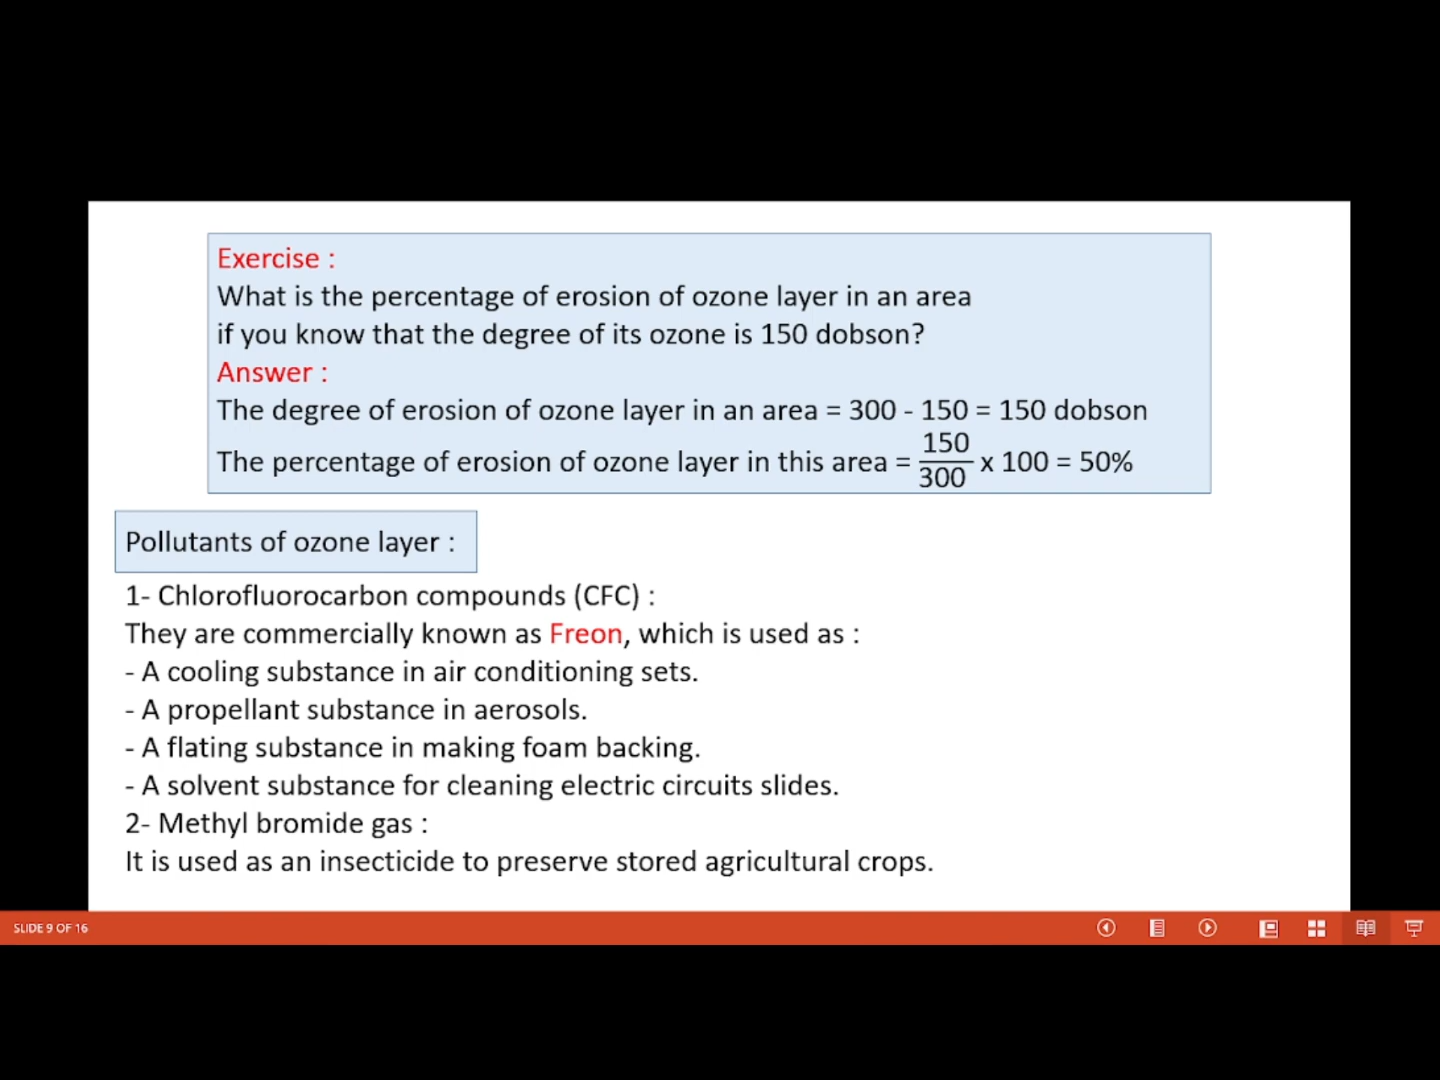 Exercise :
What is the percentage of erosion of ozone layer in an area
if you know that the degree of its ozone is 150 dobson?
Answer :
The degree of erosion of ozone layer in an area = 300 - 150 = 150 dobson
The percentage of erosion of ozone layer in this area = 150/300 x 100 = 50%
Pollutants of ozone layer :
1- Chlorofluorocarbon compounds (CFC) :
They are commercially known as Freon, which is used as :
- A cooling substance in air conditioning sets.
- A propellant substance in aerosols.
- A flating substance in making foam backing.
- A solvent substance for cleaning electric circuits slides.
2- Methyl bromide gas :
It is used as an insecticide to preserve stored agricultural crops.
SLIDE 9 OF 16